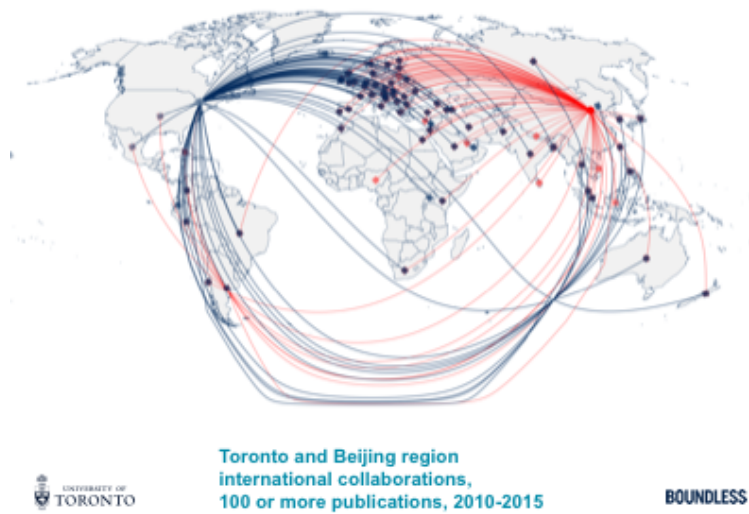 Toronto and Beijing region
international collaborations,
100 or more publications, 2010-2015
UNIVERSITY OF
TORONTO
BOUNDLESS